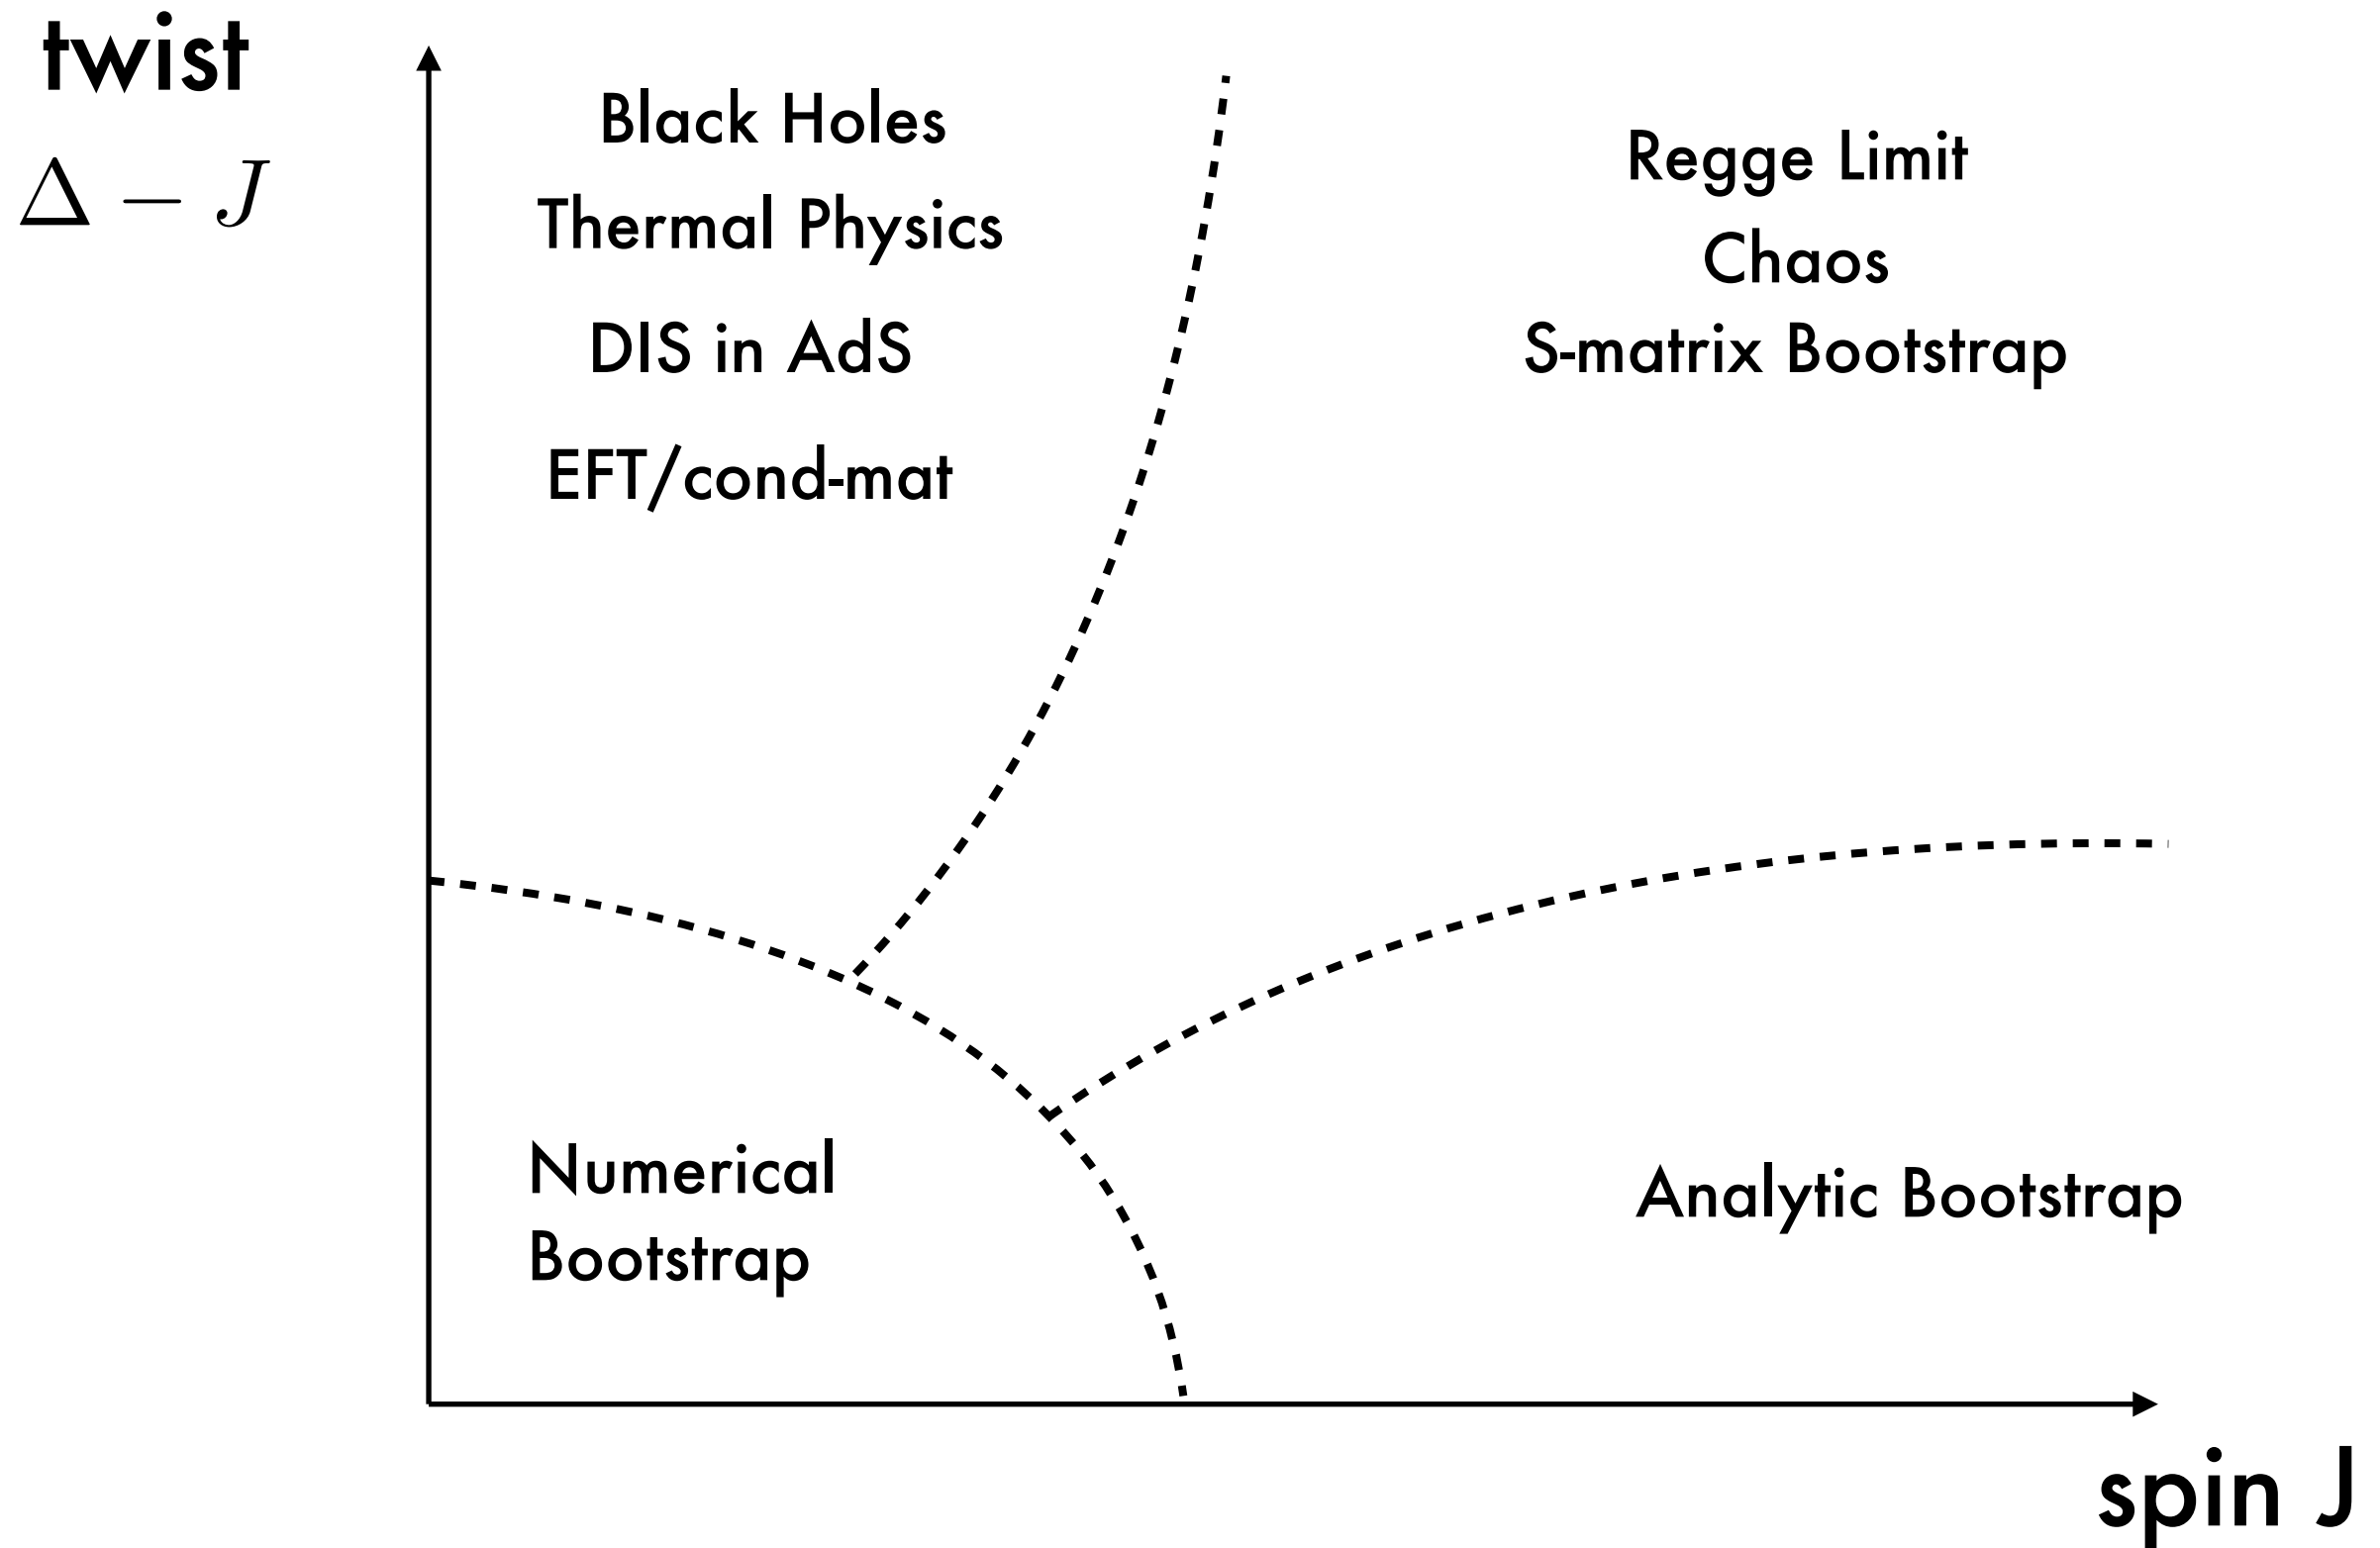 twist
Δ − J
Black Holes
Thermal Physics
DIS in AdS
EFT/cond-mat
Regge Limit
Chaos
S-matrix Bootstrap
Numerical
Bootstrap
Analytic Bootstrap
spin J